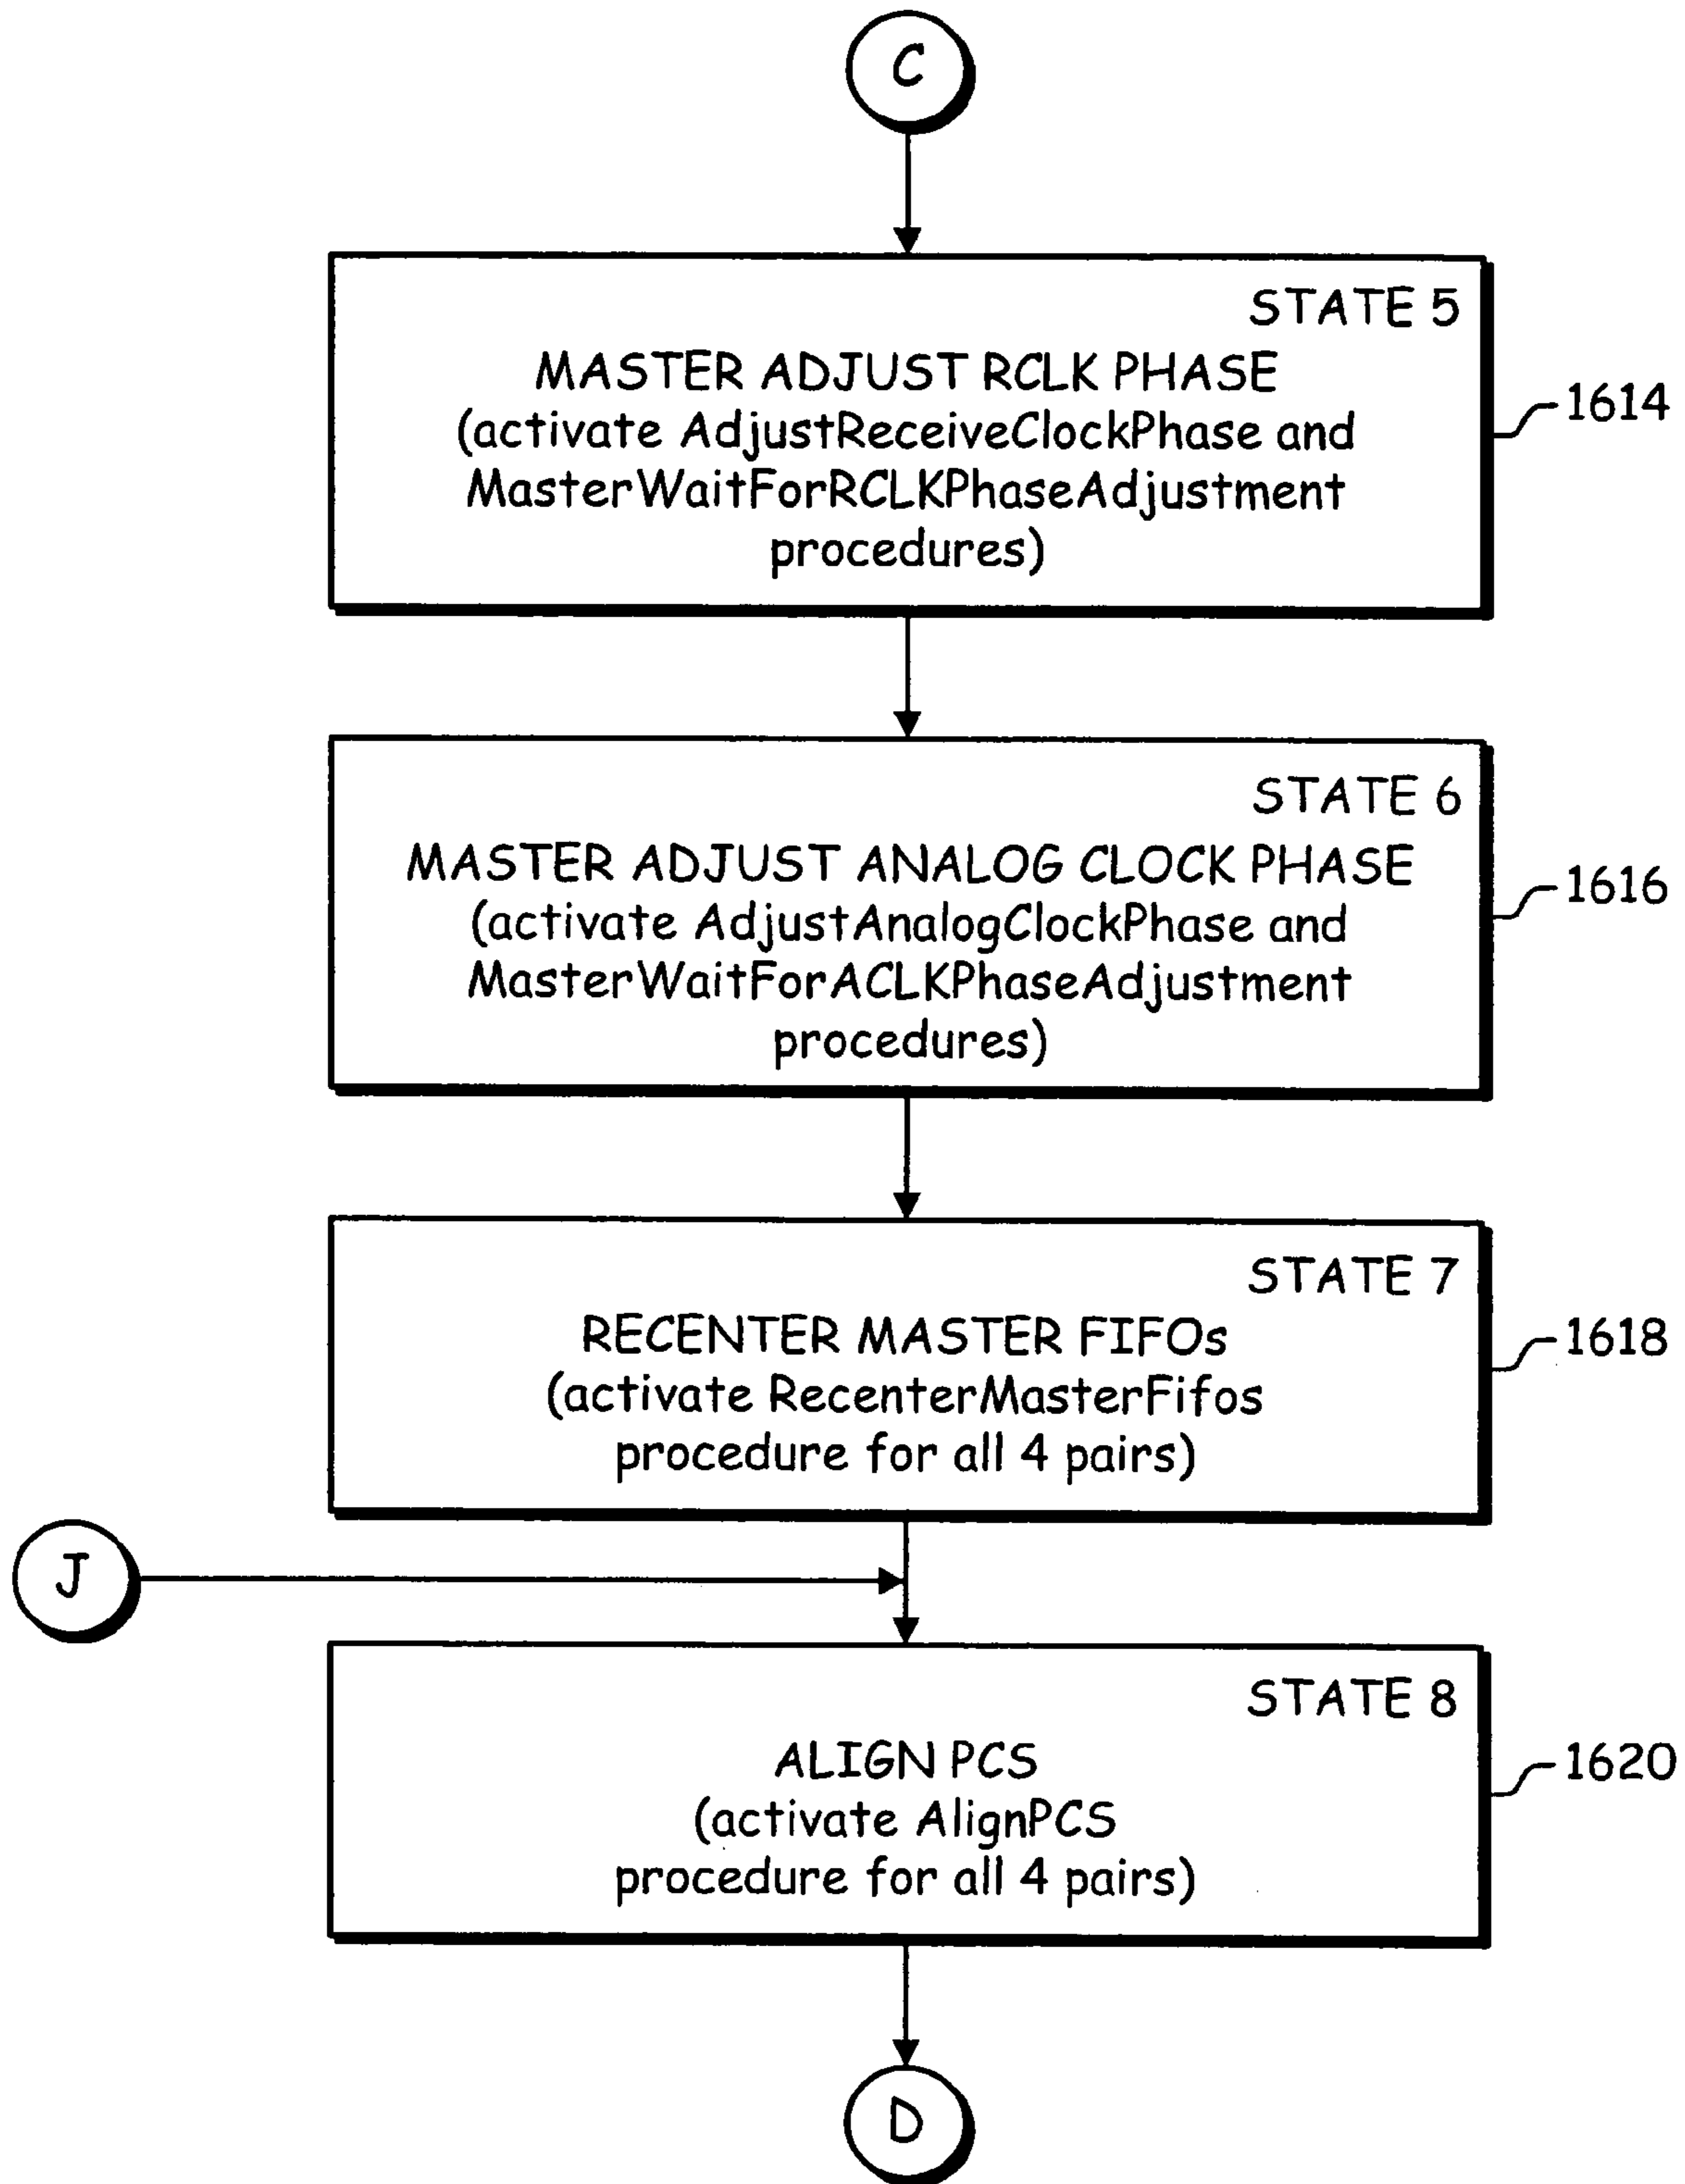 C
STATE 5
MASTER ADJUST RCLK PHASE
(activate AdjustReceiveClockPhase and
MasterWaitForRCLKPhaseAdjustment
procedures)
1614
STATE 6
MASTER ADJUST ANALOG CLOCK PHASE
(activate AdjustAnalogClockPhase and
MasterWaitForACLKPhaseAdjustment
procedures)
1616
STATE 7
RECENTER MASTER FIFOs
(activate RecenterMasterFifos
procedure for all 4 pairs)
1618
J
STATE 8
ALIGN PCS
(activate AlignPCS
procedure for all 4 pairs)
1620
D